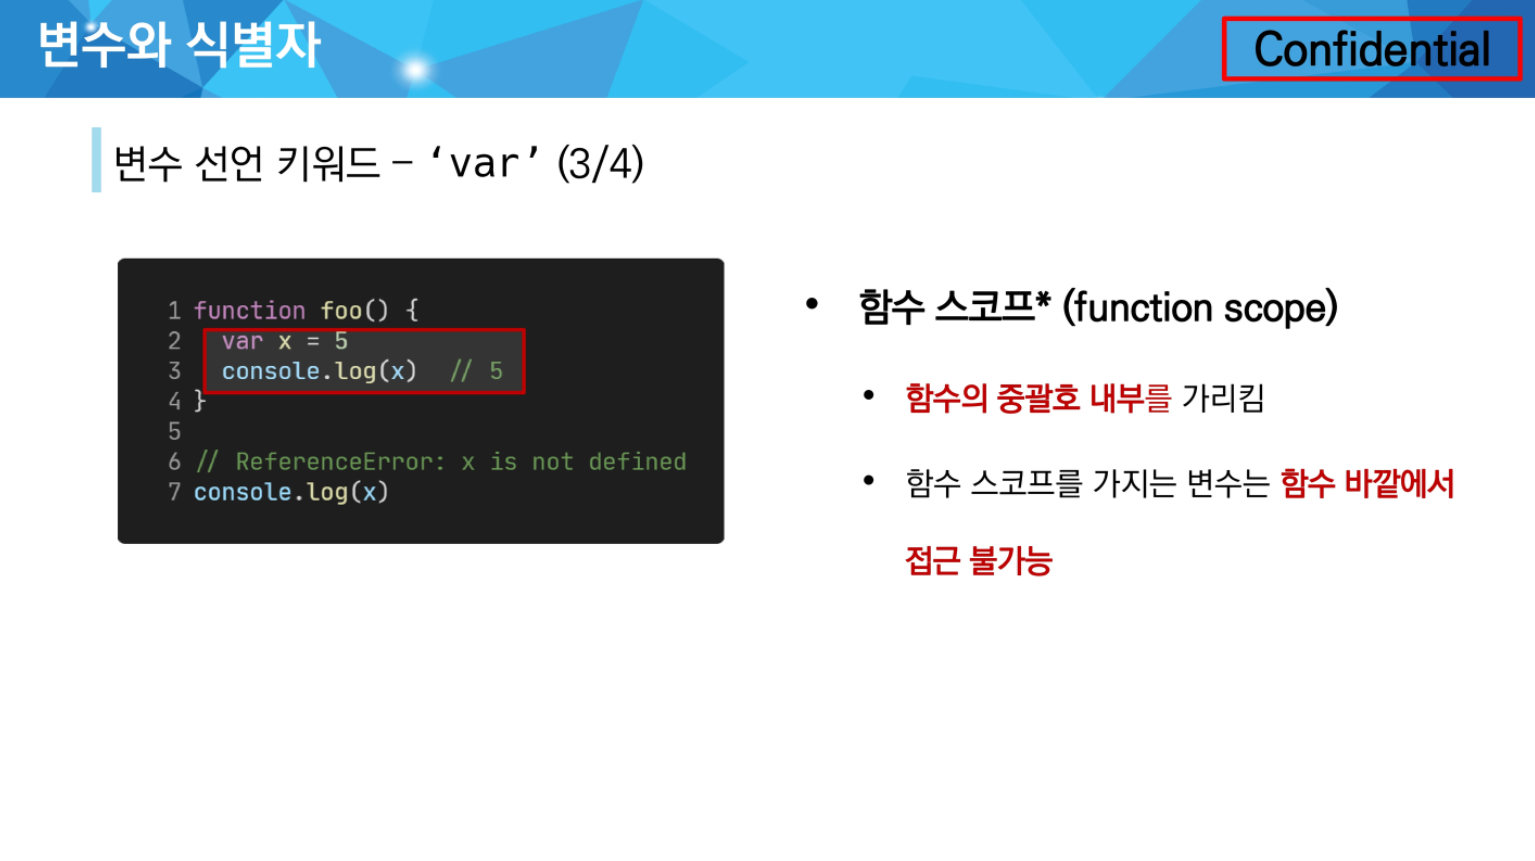 변수와 식별자
Confidential
변수 선언 키워드 – ‘var’ (3/4)
1 function foo() {
2   var x = 5
3   console.log(x)  // 5
4 }
5
6 // ReferenceError: x is not defined
7 console.log(x)
• 함수 스코프* (function scope)
• 함수의 중괄호 내부를 가리킴
• 함수 스코프를 가지는 변수는 함수 바깥에서
접근 불가능